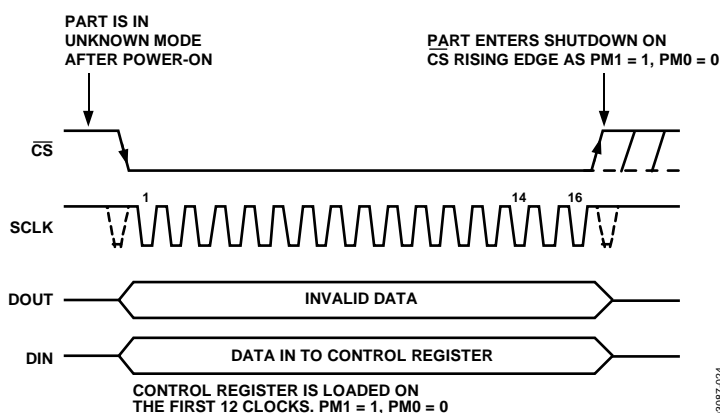 PART IS IN
UNKNOWN MODE
AFTER POWER-ON
PART ENTERS SHUTDOWN ON
CS RISING EDGE AS PM1 = 1, PM0 = 0
CS
1
14
16
SCLK
DOUT
INVALID DATA
DIN
DATA IN TO CONTROL REGISTER
CONTROL REGISTER IS LOADED ON
THE FIRST 12 CLOCKS. PM1 = 1, PM0 = 0